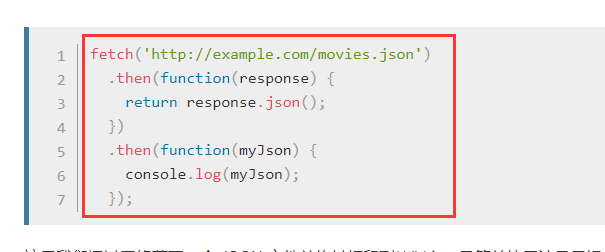 1 fetch('http://example.com/movies.json')
2   .then(function(response) {
3     return response.json();
4   })
5   .then(function(myJson) {
6     console.log(myJson);
7   });